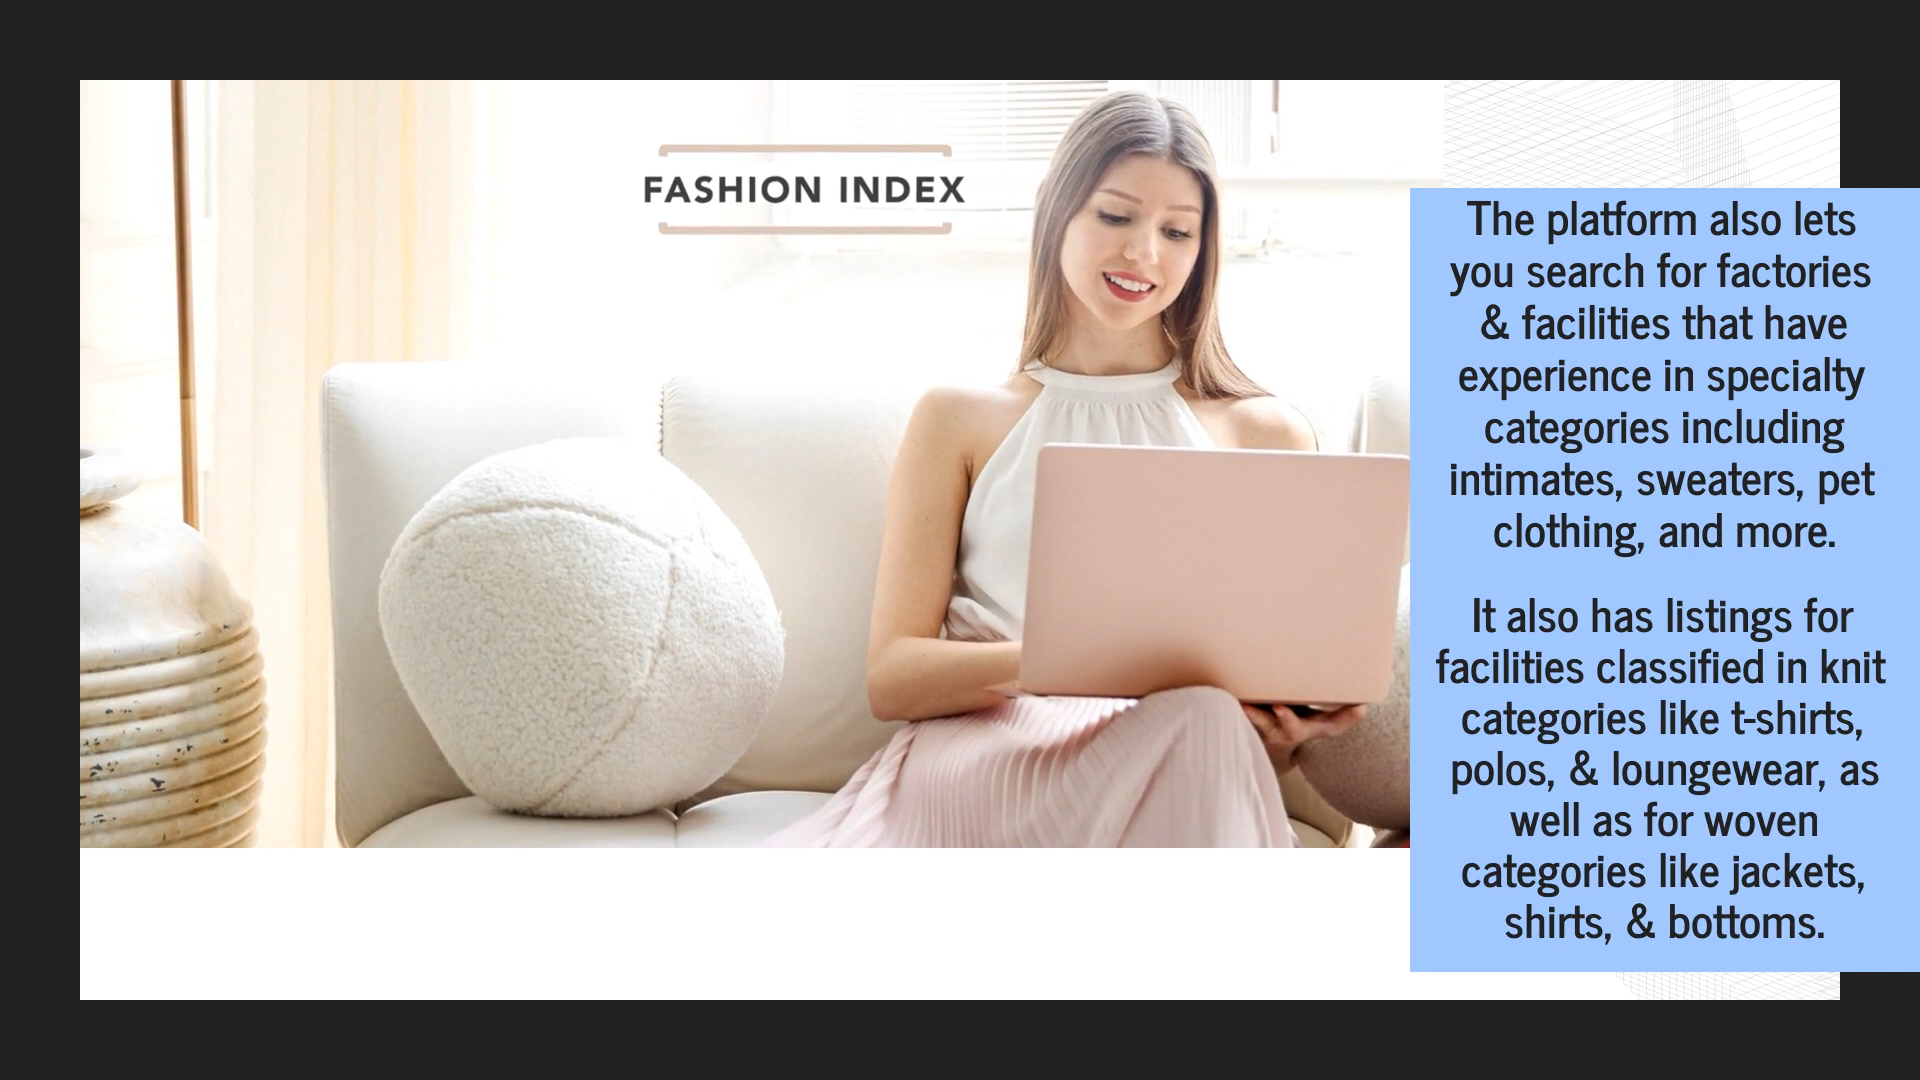 FASHION INDEX
The platform also lets
you search for factories
& facilities that have
experience in specialty
categories including
intimates, sweaters, pet
clothing, and more.
It also has listings for
facilities classified in knit
categories like t-shirts,
polos, & loungewear, as
well as for woven
categories like jackets,
shirts, & bottoms.